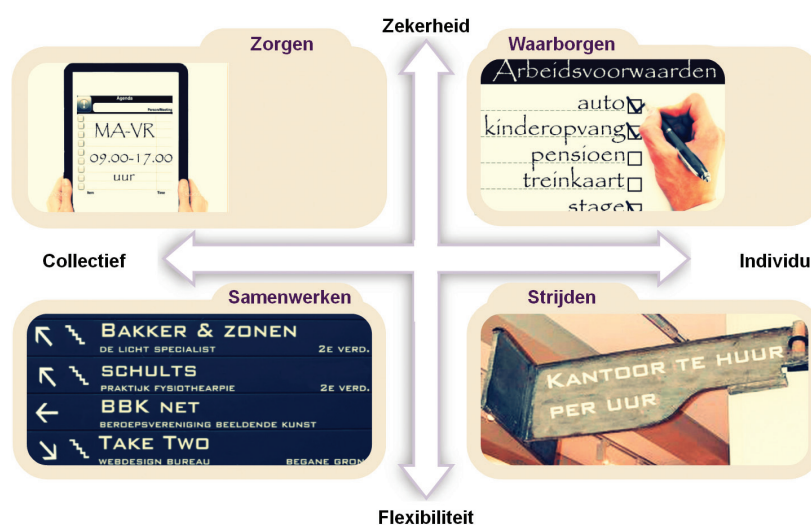 Zekerheid
Zorgen
Waarborgen
Agenda
MA-VR
09.00-17.00
uur
Arbeidsvoorwaarden
auto
kinderopvang
pensioen
treinkaart
stage
Collectief
Individu
Samenwerken
Strijden
BAKKER & ZONEN
DE LICHT SPECIALIST 2E VERD.
SCHULTS
PRAKTIJK FYSIOTHEARPIE 2E VERD.
BBK NET
BEROEPSVERENIGING BEELDENDE KUNST
TAKE TWO
WEBDESIGN BUREAU BEGANE GRON
KANTOOR TE HUUR
PER UUR
Flexibiliteit